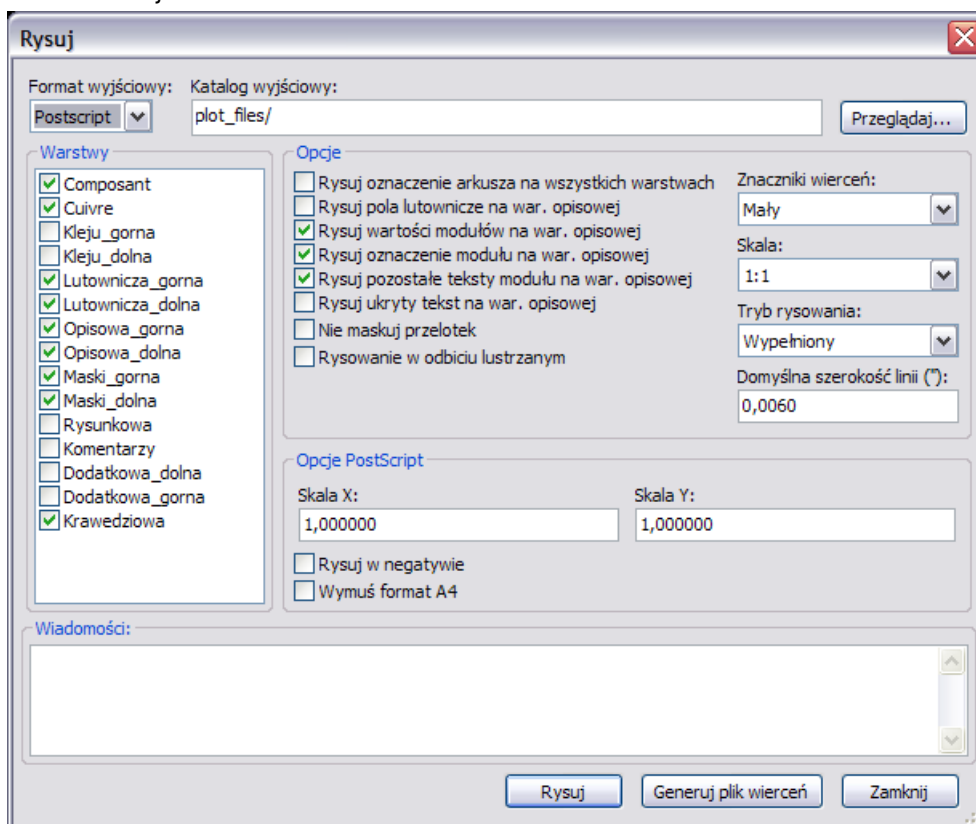 Rysuj
Format wyjściowy: Katalog wyjściowy:
Postscript plot_files/ Przeglądaj...
Warstwy
Composant
Cuivre
Kleju_gorna
Kleju_dolna
Lutownicza_gorna
Lutownicza_dolna
Opisowa_gorna
Opisowa_dolna
Maski_gorna
Maski_dolna
Rysunkowa
Komentarzy
Dodatkowa_dolna
Dodatkowa_gorna
Krawedziowa
Opcje
Rysuj oznaczenie arkusza na wszystkich warstwach
Rysuj pola lutownicze na war. opisowej
Rysuj wartości modułów na war. opisowej
Rysuj oznaczenie modułu na war. opisowej
Rysuj pozostałe teksty modułu na war. opisowej
Rysuj ukryty tekst na war. opisowej
Nie maskuj przelotek
Rysowanie w odbiciu lustrzanym
Znaczniki wierceń:
Mały
Skala:
1:1
Tryb rysowania:
Wypełniony
Domyślna szerokość linii ("):
0,0060
Opcje PostScript
Skala X: Skala Y:
1,000000 1,000000
Rysuj w negatywie
Wymuś format A4
Wiadomości:
Rysuj Generuj plik wierceń Zamknij